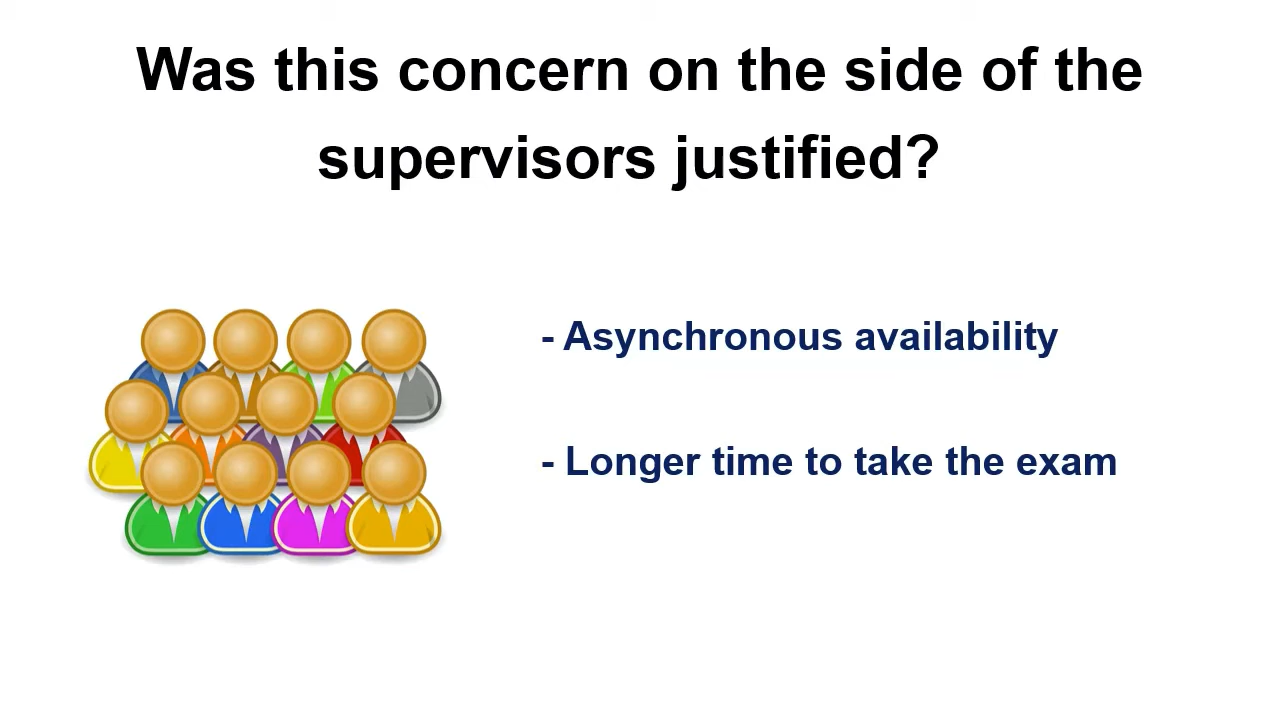 Was this concern on the side of the
supervisors justified?
- Asynchronous availability
- Longer time to take the exam